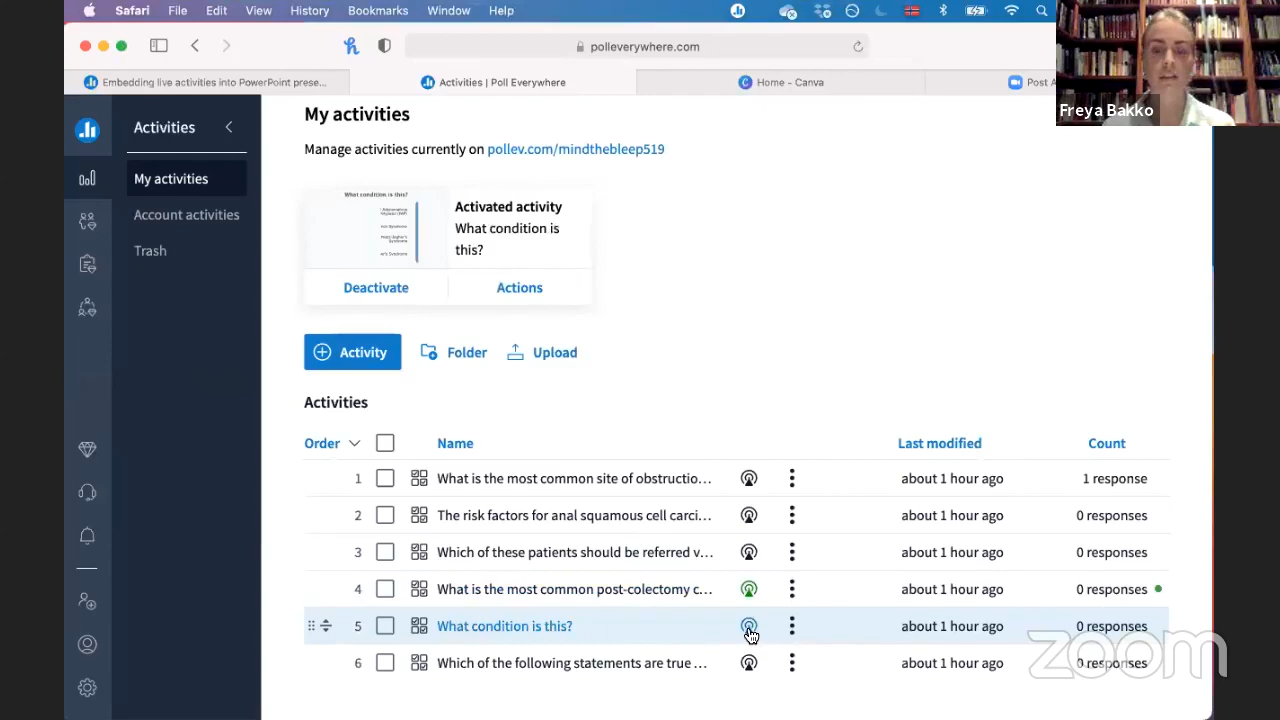 Safari File Edit View History Bookmarks Window Help
polleverywhere.com
Embedding live activities into PowerPoint prese...
Activities | Poll Everywhere
Home – Canva
Post A
Freya Bakko
Activities
My activities
Account activities
Trash
My activities
Manage activities currently on pollev.com/mindthebleep519
What condition is this?
Activated activity
What condition is
this?
Deactivate
Actions
Activity
Folder
Upload
Activities
Order Name Last modified Count
1 What is the most common site of obstructio... about 1 hour ago 1 response
2 The risk factors for anal squamous cell carci... about 1 hour ago 0 responses
3 Which of these patients should be referred v... about 1 hour ago 0 responses
4 What is the most common post-colectomy c... about 1 hour ago 0 responses
5 What condition is this? about 1 hour ago 0 responses
6 Which of the following statements are true ... about 1 hour ago 0 responses
zoom